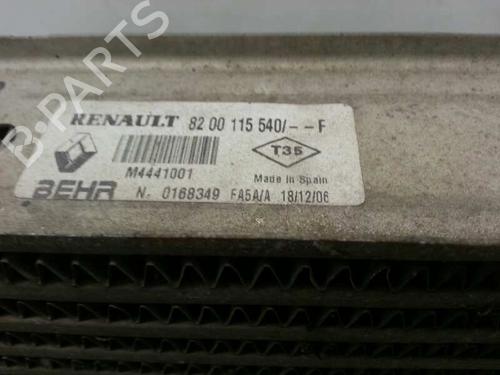 B-PARTS
RENAULT 82 00 115 540/--F
T35
M4441001
Made in Spain
BEHR N. 0168349 FA5A/A 18/12/06